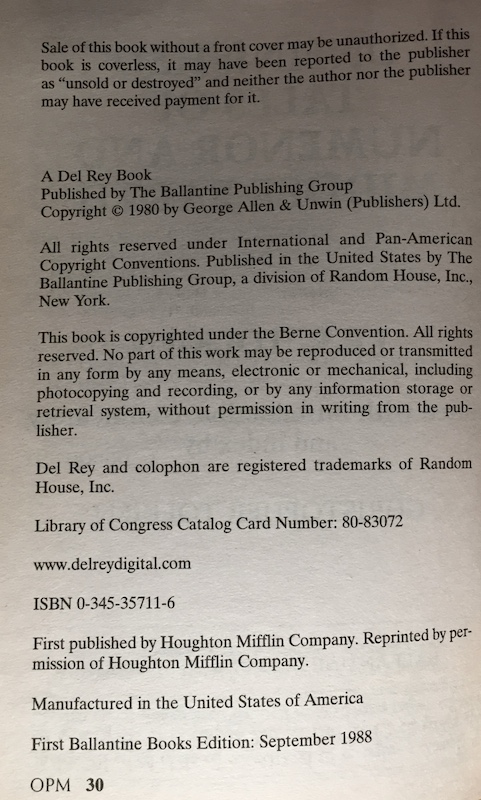 Sale of this book without a front cover may be unauthorized. If this
book is coverless, it may have been reported to the publisher
as “unsold or destroyed” and neither the author nor the publisher
may have received payment for it.
A Del Rey Book
Published by The Ballantine Publishing Group
Copyright © 1980 by George Allen & Unwin (Publishers) Ltd.
All rights reserved under International and Pan-American
Copyright Conventions. Published in the United States by The
Ballantine Publishing Group, a division of Random House, Inc.,
New York.
This book is copyrighted under the Berne Convention. All rights
reserved. No part of this work may be reproduced or transmitted
in any form by any means, electronic or mechanical, including
photocopying and recording, or by any information storage or
retrieval system, without permission in writing from the pub-
lisher.
Del Rey and colophon are registered trademarks of Random
House, Inc.
Library of Congress Catalog Card Number: 80-83072
www.delreydigital.com
ISBN 0-345-35711-6
First published by Houghton Mifflin Company. Reprinted by per-
mission of Houghton Mifflin Company.
Manufactured in the United States of America
First Ballantine Books Edition: September 1988
OPM 30